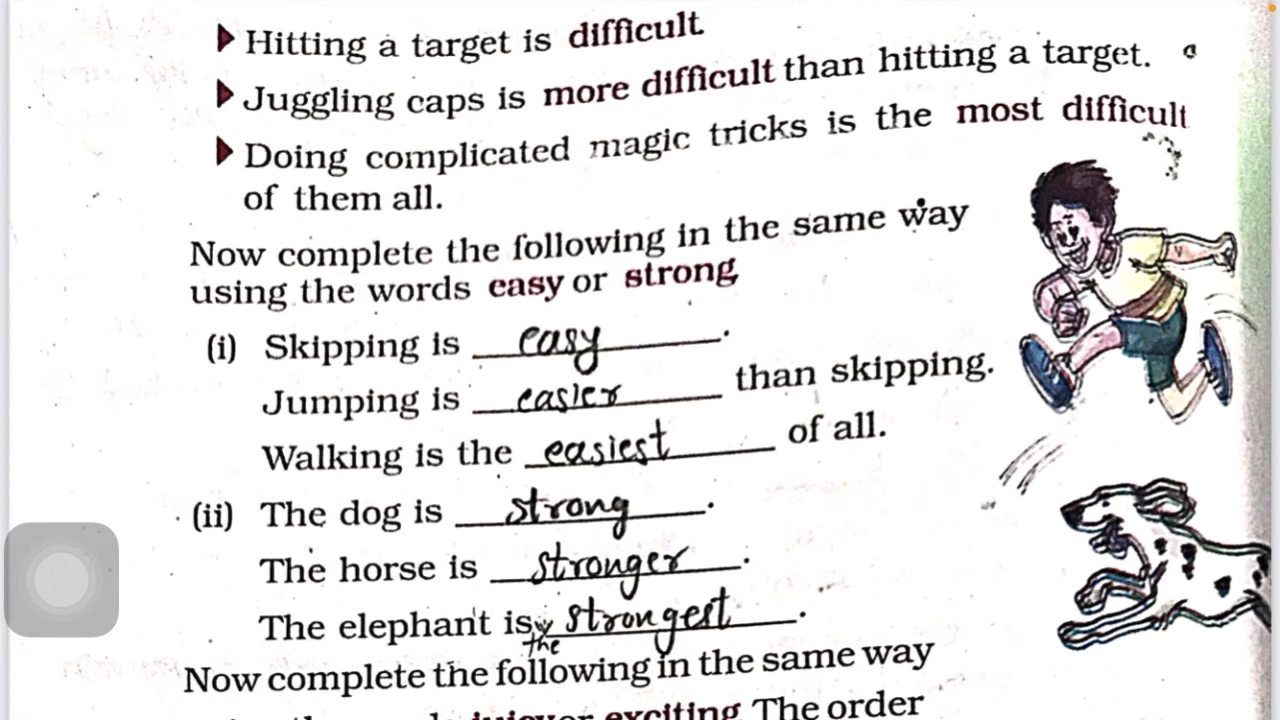 Hitting a target is difficult.
Juggling caps is more difficult than hitting a target.
Doing complicated magic tricks is the most difficult
of them all.
Now complete the following in the same way
using the words easy or strong
(i) Skipping is easy.
Jumping is easier than skipping.
Walking is the easiest of all.
(ii) The dog is strong.
The horse is stronger.
The elephant is the strongest.
Now complete the following in the same way
exciting The order